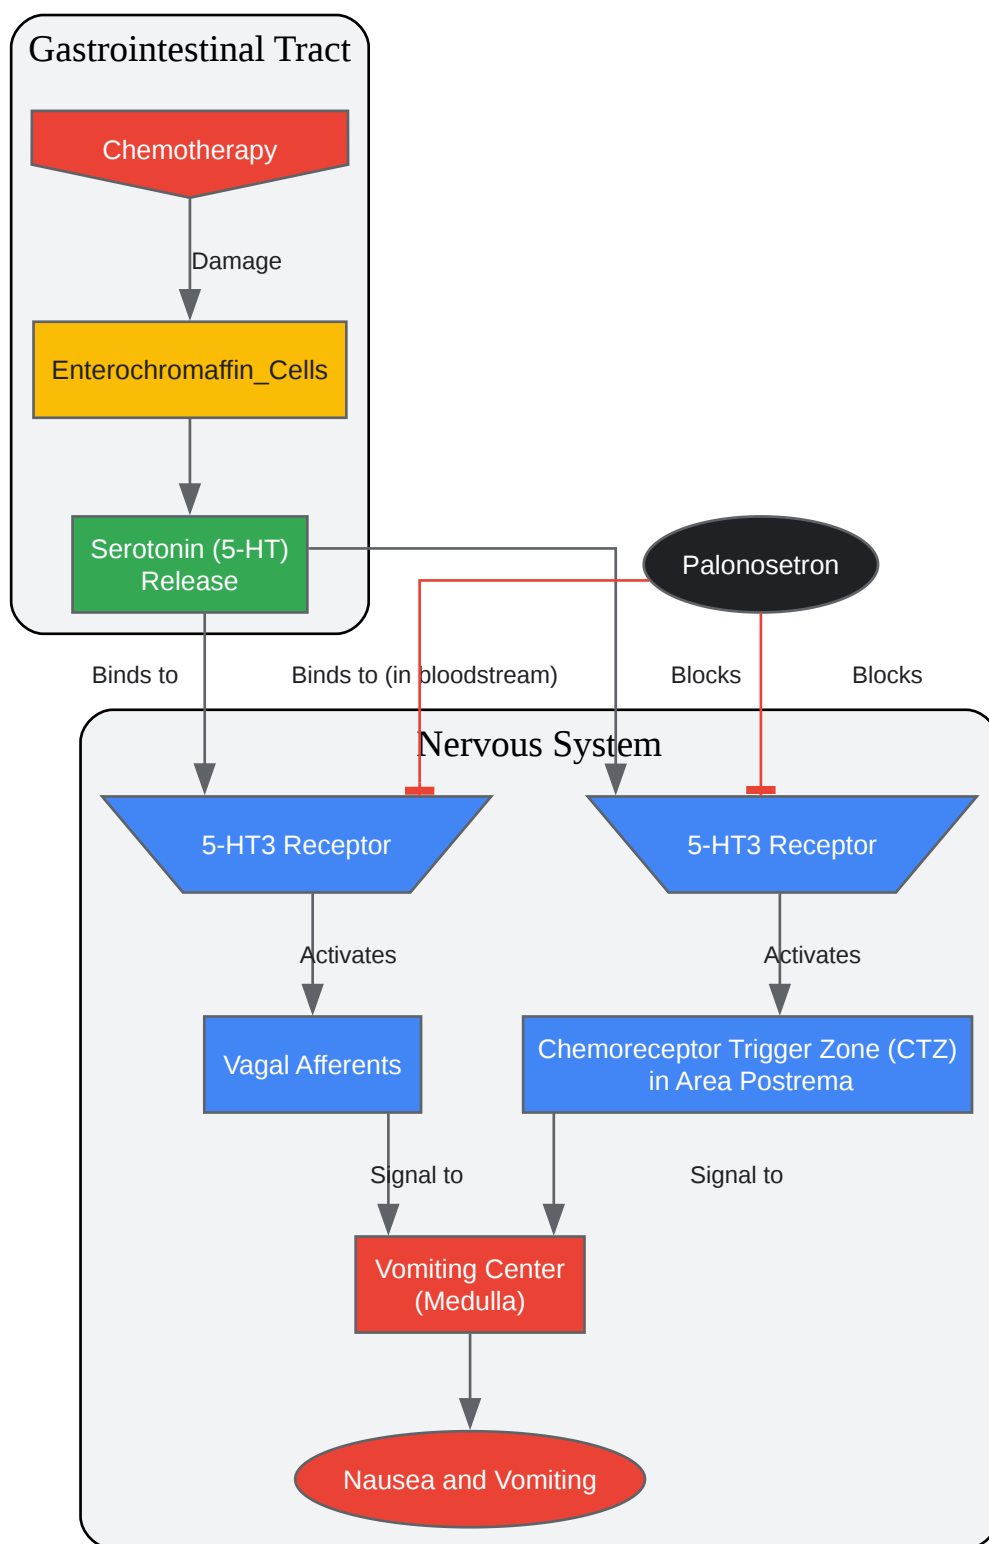 Gastrointestinal Tract
Chemotherapy
Damage
Enterochromaffin_Cells
Serotonin (5-HT)
Release
Palonosetron
Binds to
Binds to (in bloodstream)
Blocks
Blocks
Nervous System
5-HT3 Receptor
5-HT3 Receptor
Activates
Activates
Vagal Afferents
Chemoreceptor Trigger Zone (CTZ)
in Area Postrema
Signal to
Signal to
Vomiting Center
(Medulla)
Nausea and Vomiting